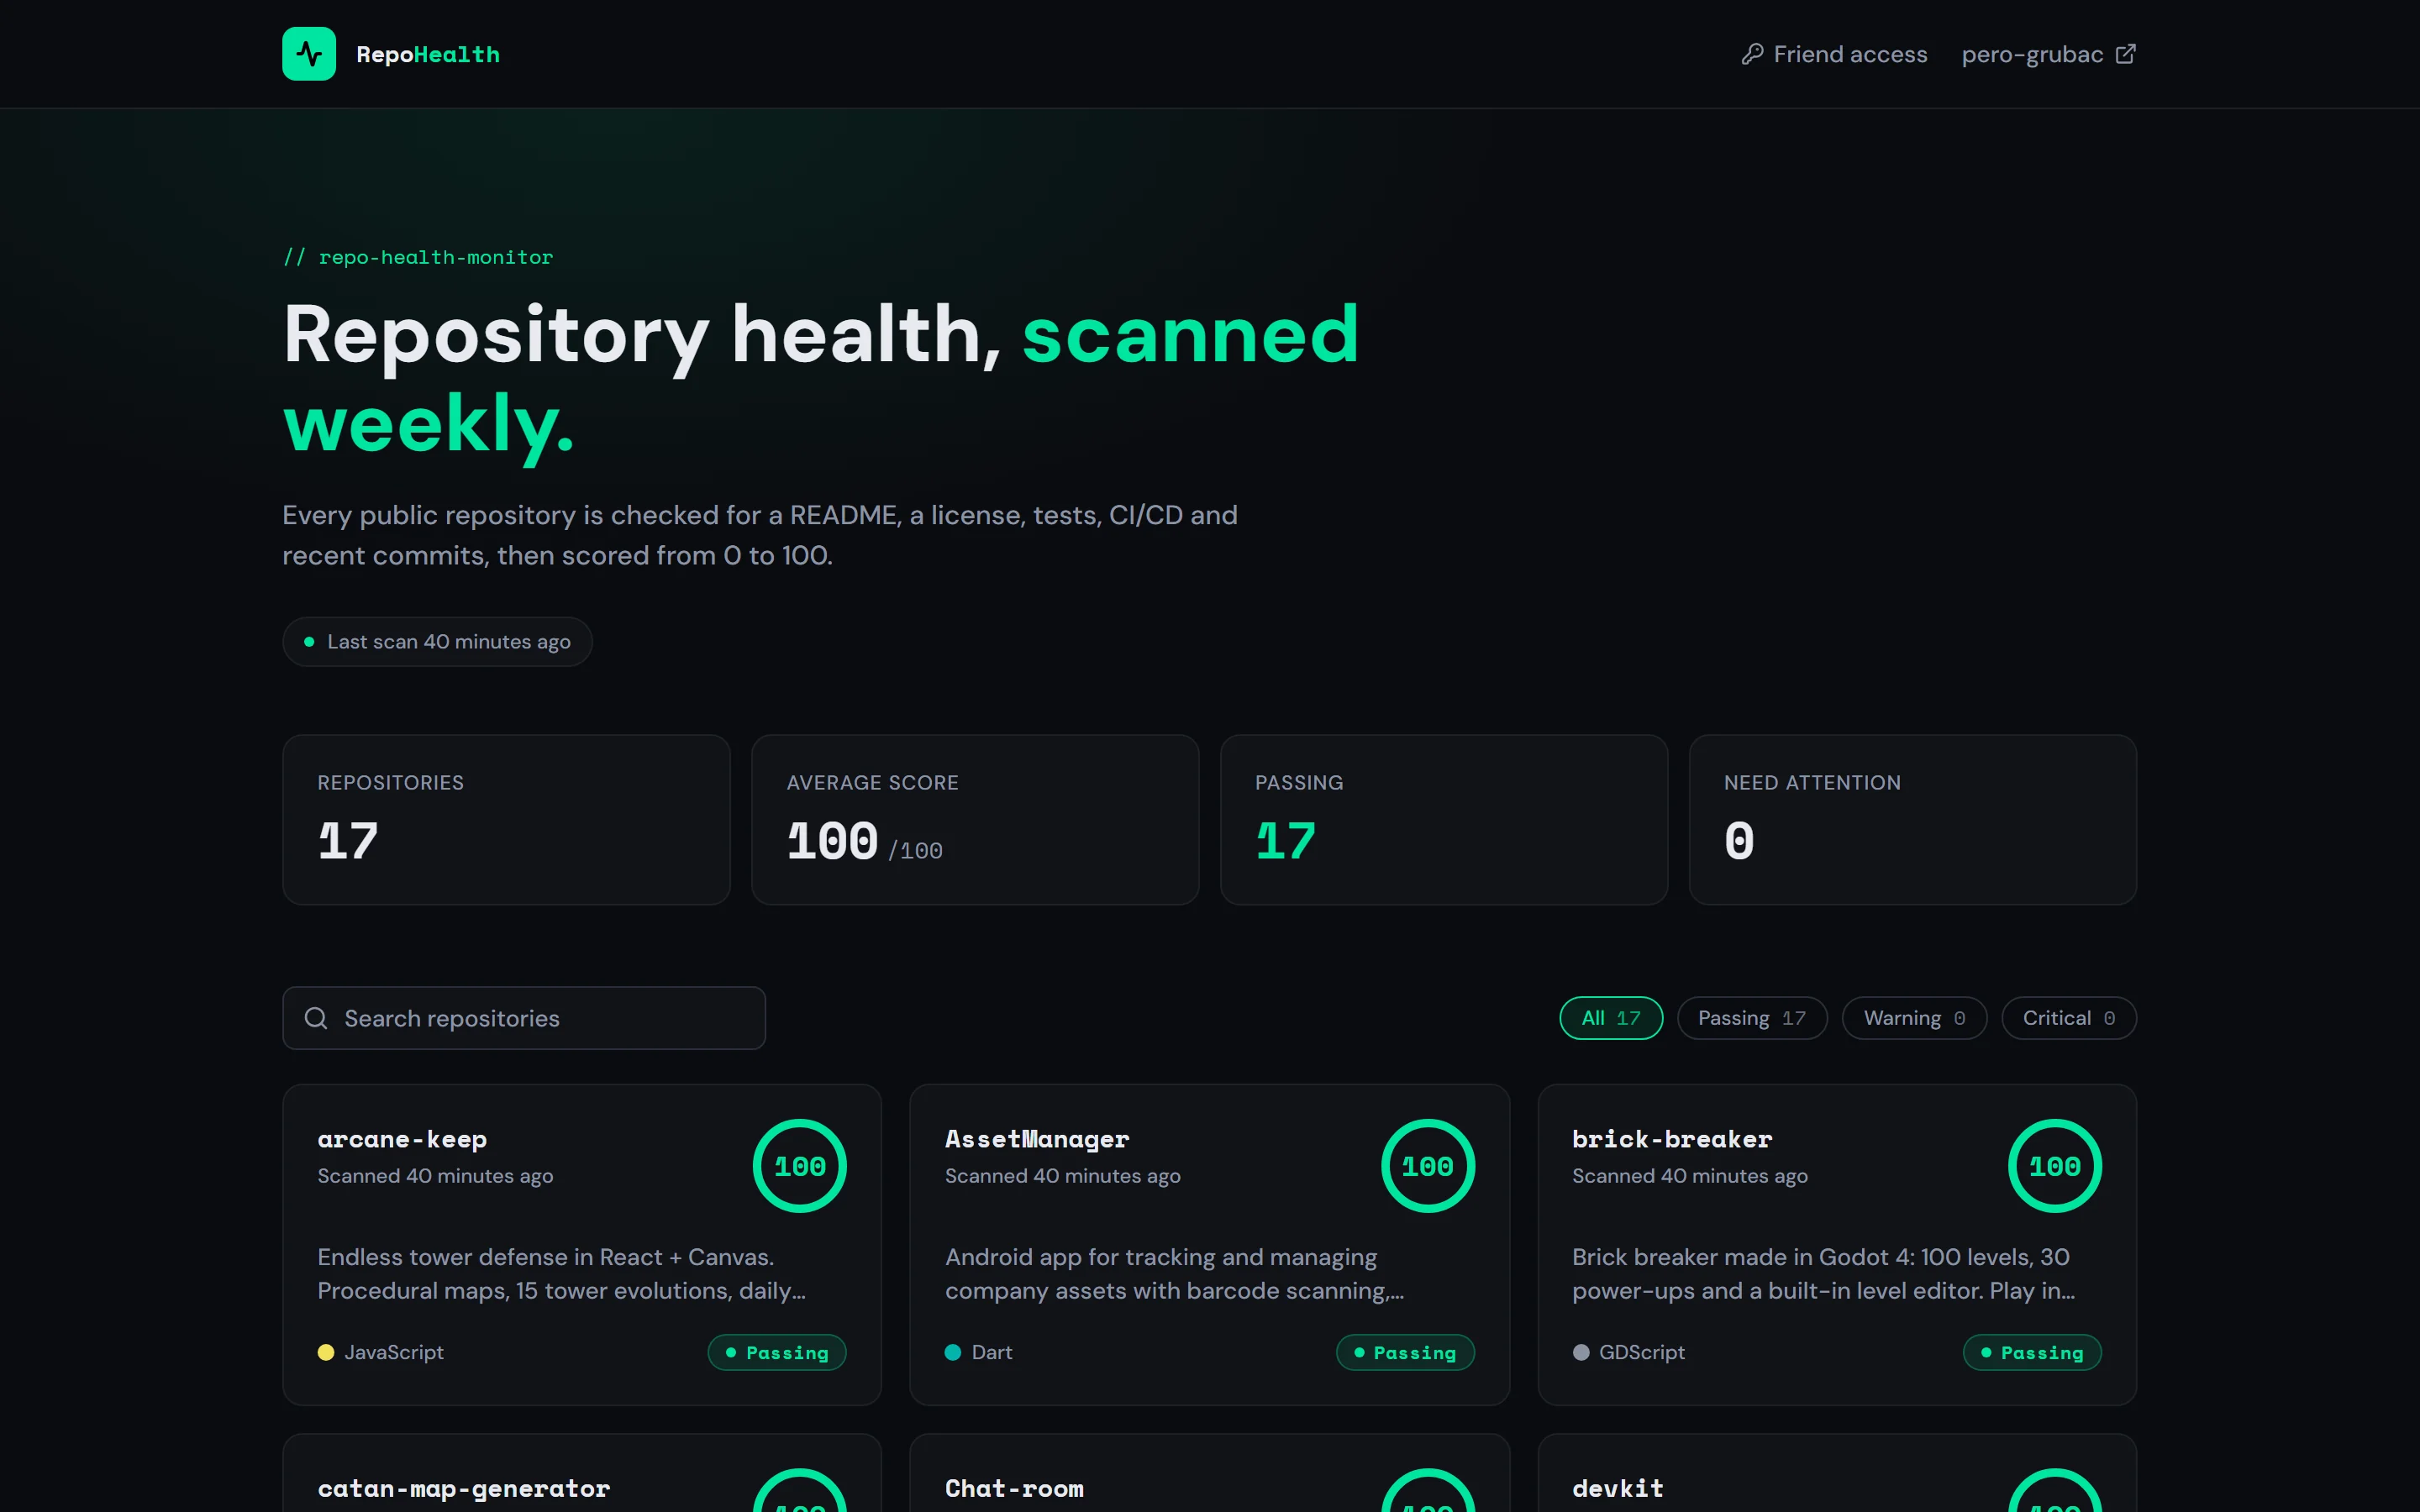 RepoHealth
Friend access
pero-grubac
// repo-health-monitor
Repository health, scanned
weekly.
Every public repository is checked for a README, a license, tests, CI/CD and
recent commits, then scored from 0 to 100.
Last scan 40 minutes ago
REPOSITORIES
17
AVERAGE SCORE
100 /100
PASSING
17
NEED ATTENTION
0
Search repositories
All 17
Passing 17
Warning 0
Critical 0
arcane-keep
Scanned 40 minutes ago
100
Endless tower defense in React + Canvas.
Procedural maps, 15 tower evolutions, daily…
JavaScript
Passing
AssetManager
Scanned 40 minutes ago
100
Android app for tracking and managing
company assets with barcode scanning,…
Dart
Passing
brick-breaker
Scanned 40 minutes ago
100
Brick breaker made in Godot 4: 100 levels, 30
power-ups and a built-in level editor. Play in…
GDScript
Passing
catan-map-generator
100
Chat-room
100
devkit
100